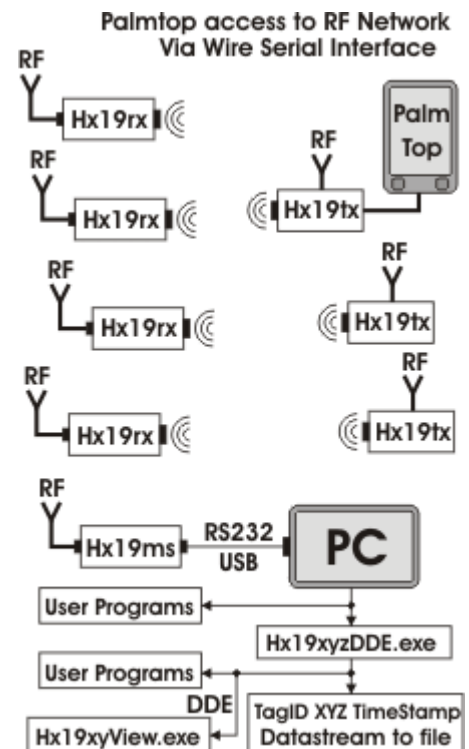 Palmtop access to RF Network
Via Wire Serial Interface
RF
Hx19rx
RF
Palm
Top
RF
Hx19rx
Hx19tx
RF
RF
Hx19rx
Hx19tx
RF
RF
Hx19rx
Hx19tx
RF
Hx19ms
RS232
USB
PC
User Programs
Hx19xyzDDE.exe
User Programs
DDE
TagID XYZ TimeStamp
Datastream to file
Hx19xyView.exe